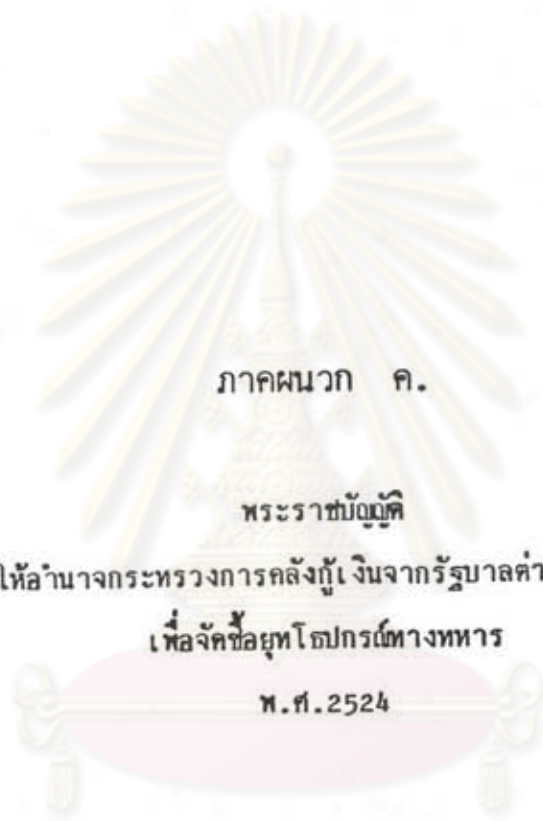 ภาคผนวก ค.
พระราชบัญญัติ
ให้อำนาจกระทรวงการคลังกู้เงินจากรัฐบาลต่า
เพื่อจัดซื้อยุทโธปกรณ์ทางทหาร
พ.ศ.2524